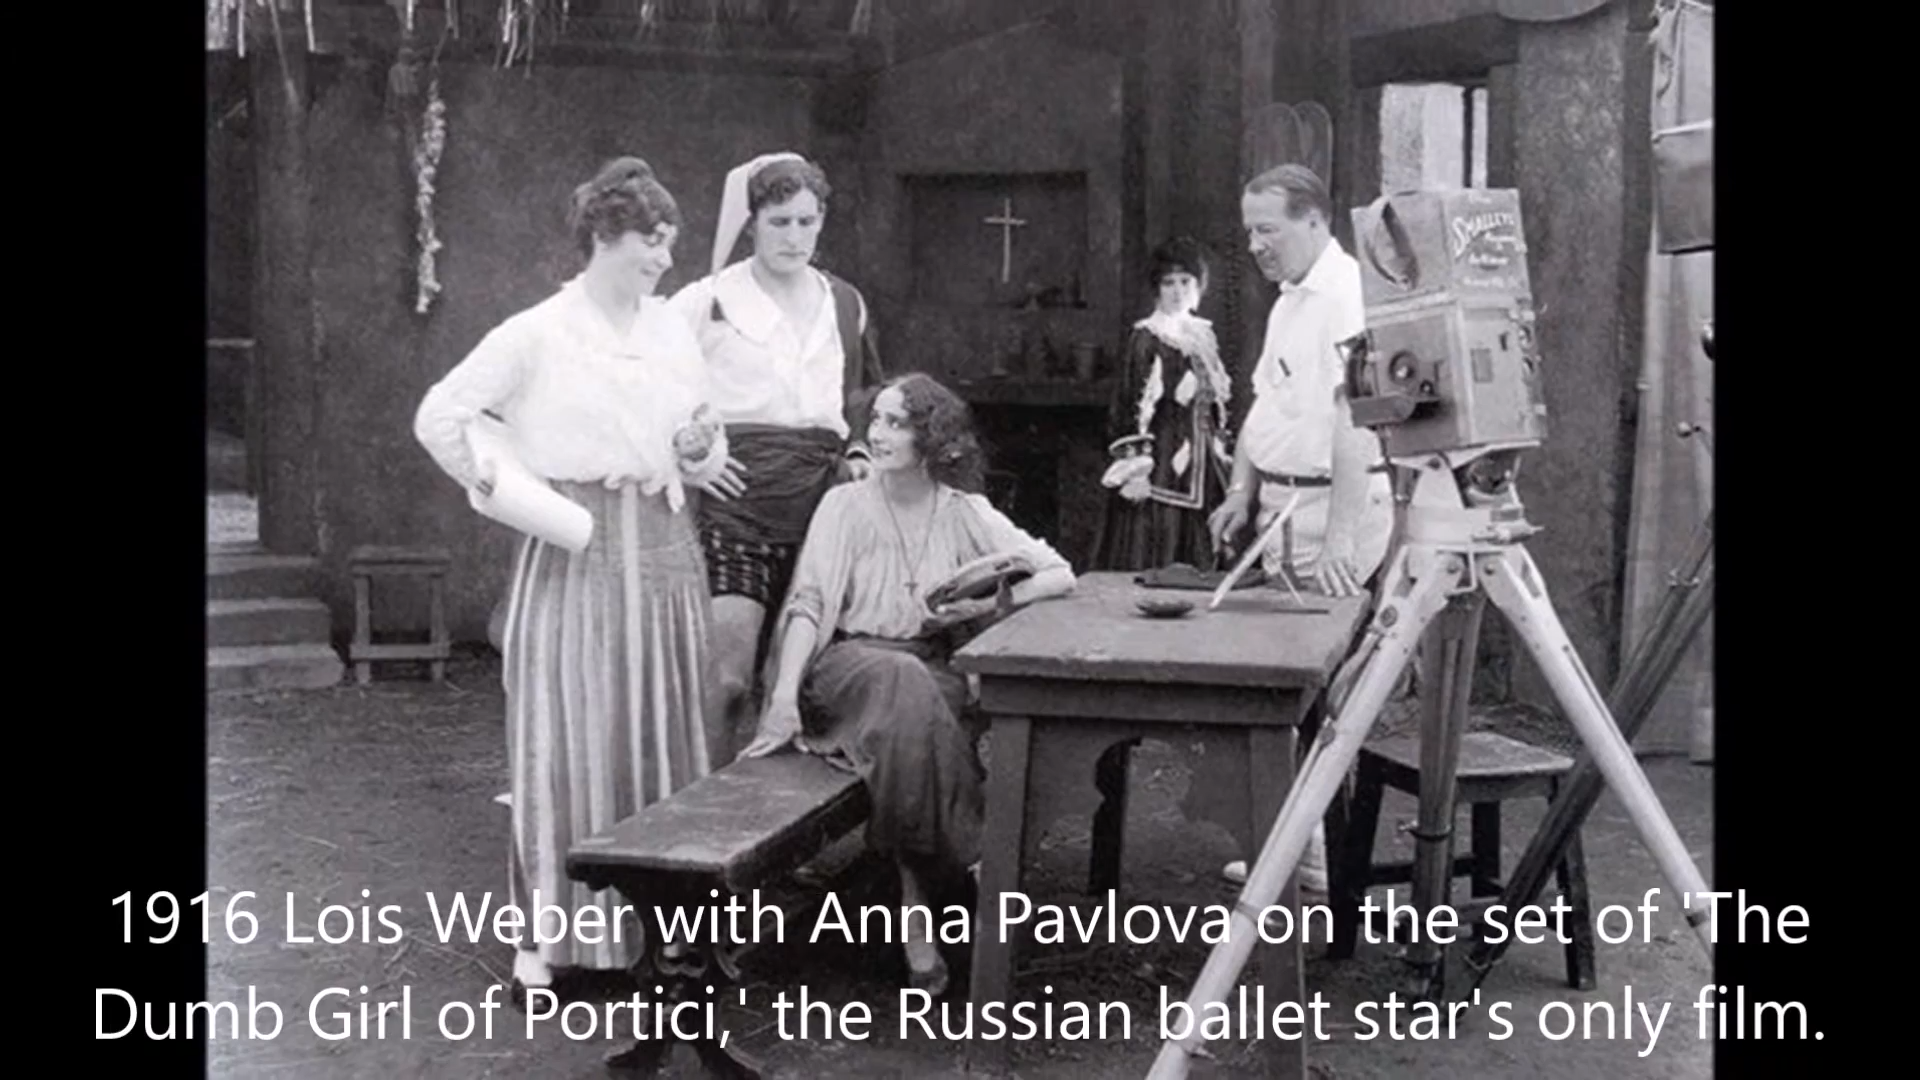 SMALLEYS
1916 Lois Weber with Anna Pavlova on the set of 'The
Dumb Girl of Portici,' the Russian ballet star's only film.